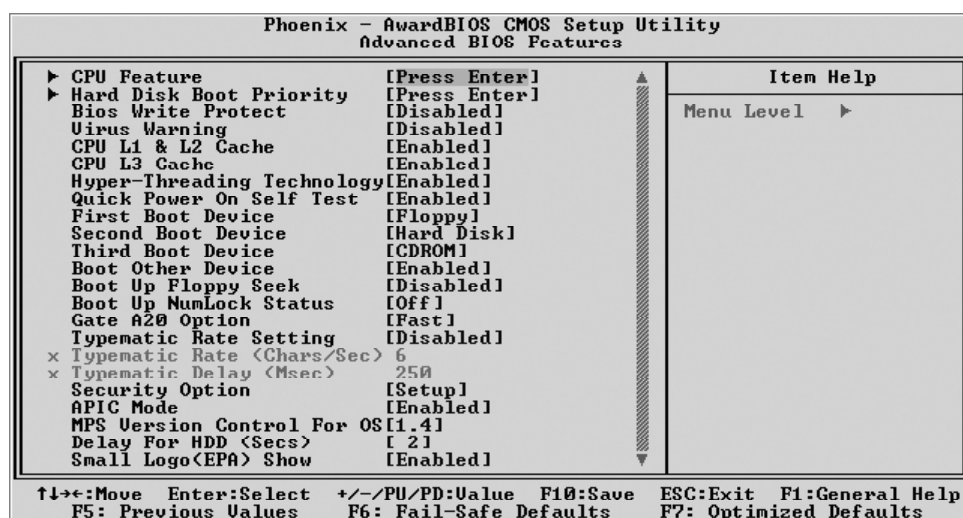 Phoenix - AwardBIOS CMOS Setup Utility
Advanced BIOS Features
► CPU Feature [Press Enter]
► Hard Disk Boot Priority [Press Enter]
Bios Write Protect [Disabled]
Virus Warning [Disabled]
CPU L1 & L2 Cache [Enabled]
CPU L3 Cache [Enabled]
Hyper-Threading Technology[Enabled]
Quick Power On Self Test [Enabled]
First Boot Device [Floppy]
Second Boot Device [Hard Disk]
Third Boot Device [CDROM]
Boot Other Device [Enabled]
Boot Up Floppy Seek [Disabled]
Boot Up NumLock Status [Off]
Gate A20 Option [Fast]
Typematic Rate Setting [Disabled]
x Typematic Rate (Chars/Sec) 6
x Typematic Delay (Msec) 250
Security Option [Setup]
APIC Mode [Enabled]
MPS Version Control For OS[1.4]
Delay For HDD (Secs) [ 2]
Small Logo(EPA) Show [Enabled]
Item Help
Menu Level ►
↑↓→←:Move Enter:Select +/-/PU/PD:Value F10:Save ESC:Exit F1:General Help
F5: Previous Values F6: Fail-Safe Defaults F7: Optimized Defaults